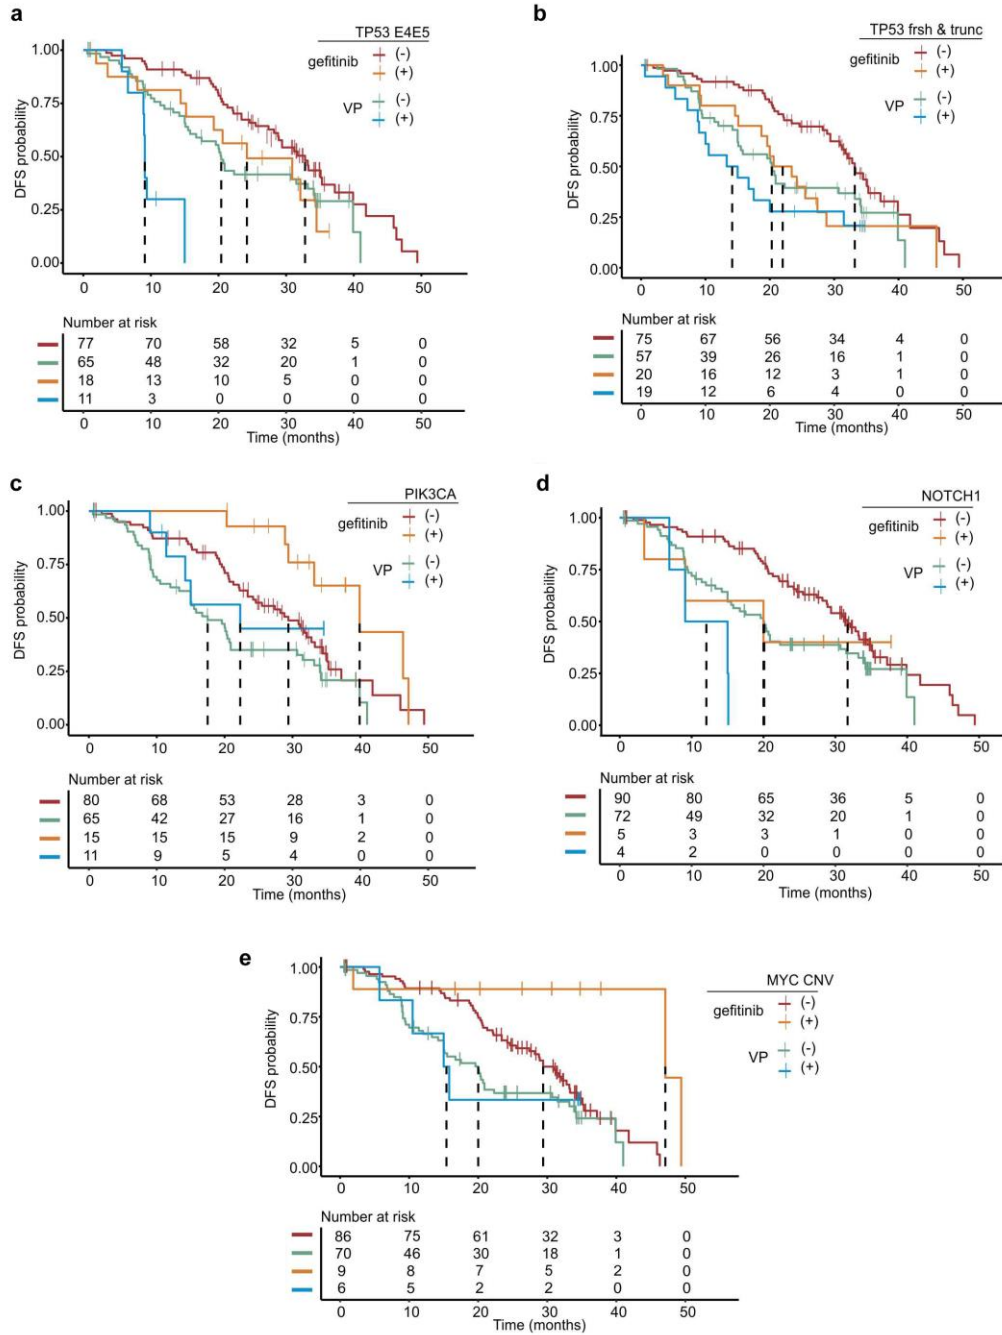 a
TP53 E4E5
gefitinib (-)
(+)
VP (-)
(+)
DFS probability
1.00
0.75
0.50
0.25
0.00
0 10 20 30 40 50
Number at risk
77 70 58 32 5 0
65 48 32 20 1 0
18 13 10 5 0 0
11 3 0 0 0 0
0 10 20 30 40 50
Time (months)
b
TP53 frsh & trunc
gefitinib (-)
(+)
VP (-)
(+)
DFS probability
1.00
0.75
0.50
0.25
0.00
0 10 20 30 40 50
Number at risk
75 67 56 34 4 0
57 39 26 16 1 0
20 16 12 3 1 0
19 12 6 4 0 0
0 10 20 30 40 50
Time (months)
c
PIK3CA
gefitinib (-)
(+)
VP (-)
(+)
DFS probability
1.00
0.75
0.50
0.25
0.00
0 10 20 30 40 50
Number at risk
80 68 53 28 3 0
65 42 27 16 1 0
15 15 15 9 2 0
11 9 5 4 0 0
0 10 20 30 40 50
Time (months)
d
NOTCH1
gefitinib (-)
(+)
VP (-)
(+)
DFS probability
1.00
0.75
0.50
0.25
0.00
0 10 20 30 40 50
Number at risk
90 80 65 36 5 0
72 49 32 20 1 0
5 3 3 1 0 0
4 2 0 0 0 0
0 10 20 30 40 50
Time (months)
e
MYC CNV
gefitinib (-)
(+)
VP (-)
(+)
DFS probability
1.00
0.75
0.50
0.25
0.00
0 10 20 30 40 50
Number at risk
86 75 61 32 3 0
70 46 30 18 1 0
9 8 7 5 2 0
6 5 2 2 0 0
0 10 20 30 40 50
Time (months)